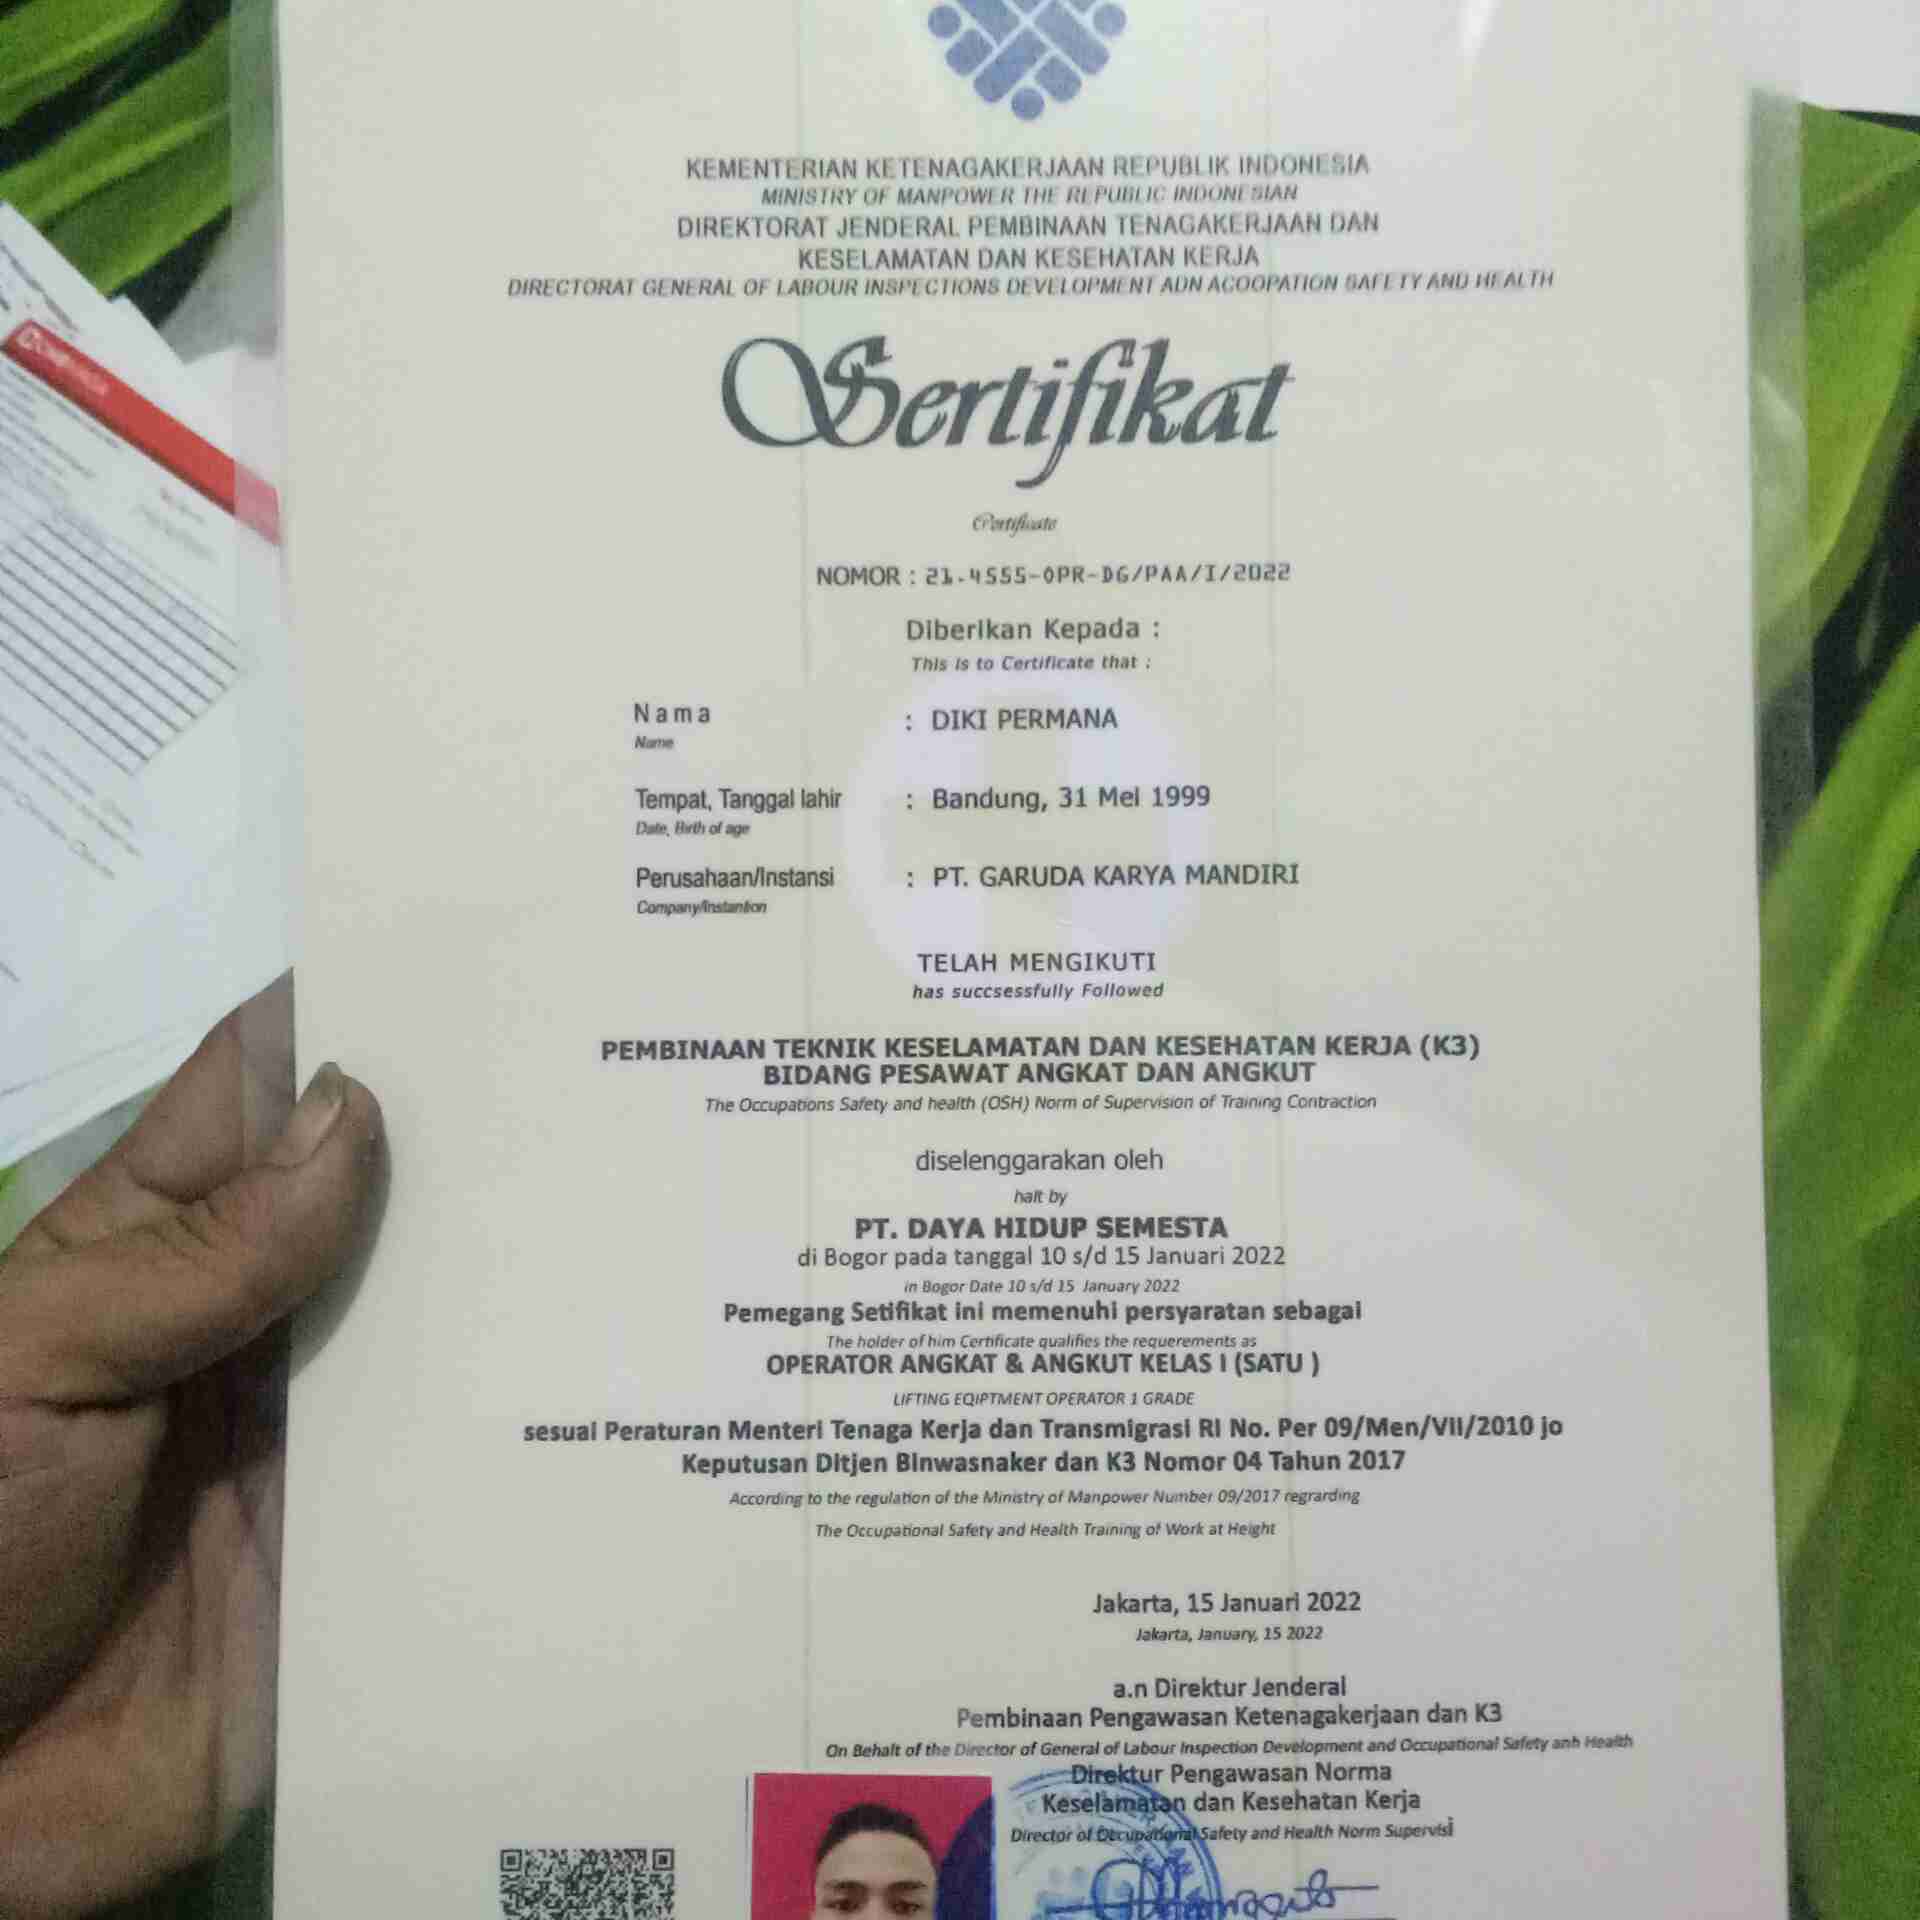 KEMENTERIAN KETENAGAKERJAAN REPUBLIK INDONESIA
MINISTRY OF MANPOWER THE REPUBLIC INDONESIAN
DIREKTORAT JENDERAL PEMBINAAN TENAGAKERJAAN DAN
KESELAMATAN DAN KESEHATAN KERJA
DIRECTORAT GENERAL OF LABOUR INSPECTIONS DEVELOPMENT ADN ACOOPATION SAFETY AND HEALTH
Sertifikat
Certificate
NOMOR : 21.4555-OPR-DG/PAA/I/2022
Diberikan Kepada :
This is to Certificate that :
Nama : DIKI PERMANA
Name
Tempat, Tanggal lahir : Bandung, 31 Mei 1999
Date, Birth of age
Perusahaan/Instansi : PT. GARUDA KARYA MANDIRI
Company/Instantion
TELAH MENGIKUTI
has succsessfully Followed
PEMBINAAN TEKNIK KESELAMATAN DAN KESEHATAN KERJA (K3)
BIDANG PESAWAT ANGKAT DAN ANGKUT
The Occupations Safety and health (OSH) Norm of Supervision of Training Contraction
diselenggarakan oleh
halt by
PT. DAYA HIDUP SEMESTA
di Bogor pada tanggal 10 s/d 15 Januari 2022
in Bogor Date 10 s/d 15 January 2022
Pemegang Setifikat ini memenuhi persyaratan sebagai
The holder of him Certificate qualifies the requerements as
OPERATOR ANGKAT & ANGKUT KELAS I (SATU )
LIFTING EQIPTMENT OPERATOR 1 GRADE
sesuai Peraturan Menteri Tenaga Kerja dan Transmigrasi RI No. Per 09/Men/VII/2010 jo
Keputusan Ditjen Binwasnaker dan K3 Nomor 04 Tahun 2017
According to the regulation of the Ministry of Manpower Number 09/2017 regrarding
The Occupational Safety and Health Training of Work at Height
Jakarta, 15 Januari 2022
Jakarta, January, 15 2022
a.n Direktur Jenderal
Pembinaan Pengawasan Ketenagakerjaan dan K3
On Behalt of the Director of General of Labour Inspection Development and Occupational Safety anh Health
Direktur Pengawasan Norma
Keselamatan dan Kesehatan Kerja
Director of Occupational Safety and Health Norm Supervisi